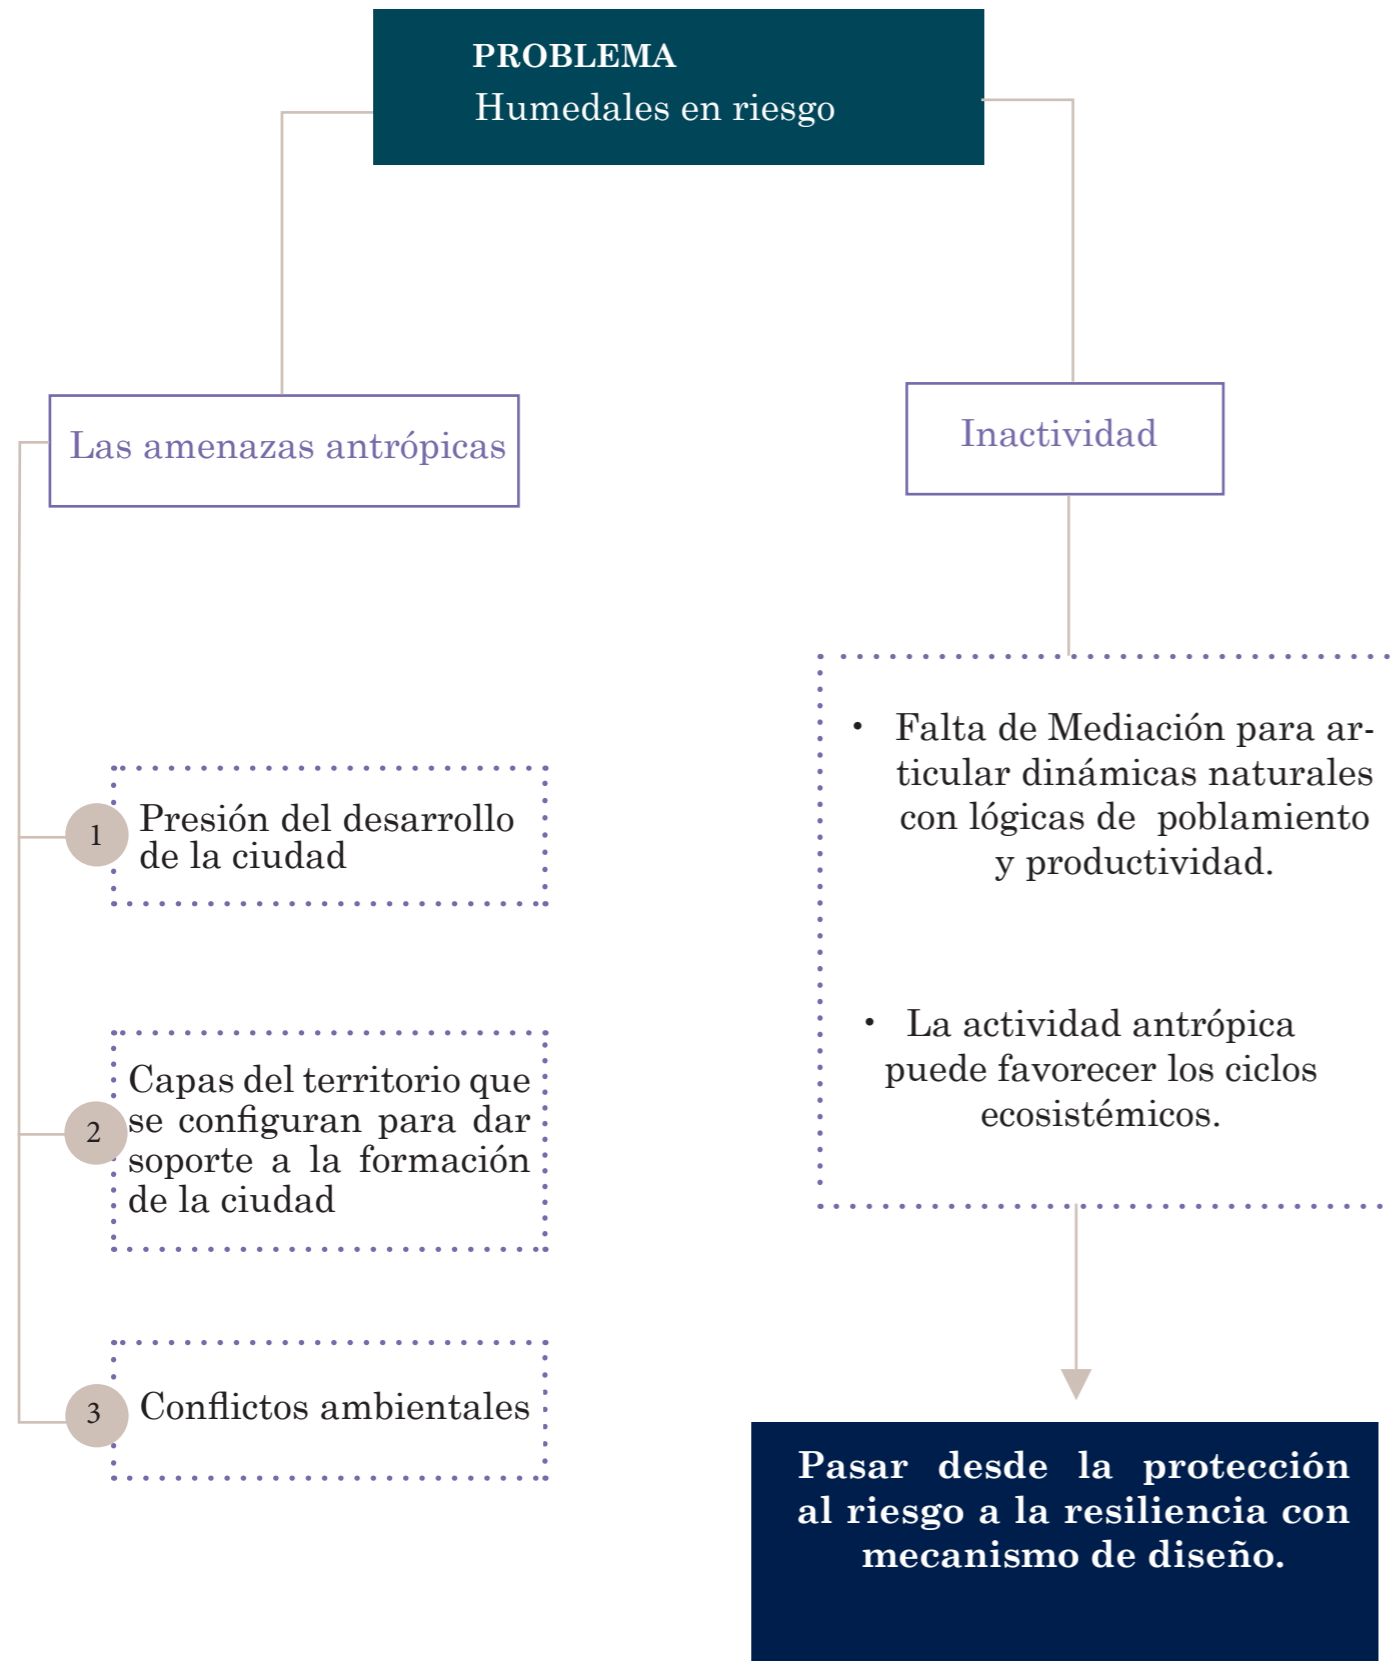 PROBLEMA
Humedales en riesgo
Las amenazas antrópicas
1
Presión del desarrollo
de la ciudad
2
Capas del territorio que
se configuran para dar
soporte a la formación
de la ciudad
3
Conflictos ambientales
Inactividad
• Falta de Mediación para ar-
ticular dinámicas naturales
con lógicas de poblamiento
y productividad.
• La actividad antrópica
puede favorecer los ciclos
ecosistémicos.
Pasar desde la protección
al riesgo a la resiliencia con
mecanismo de diseño.